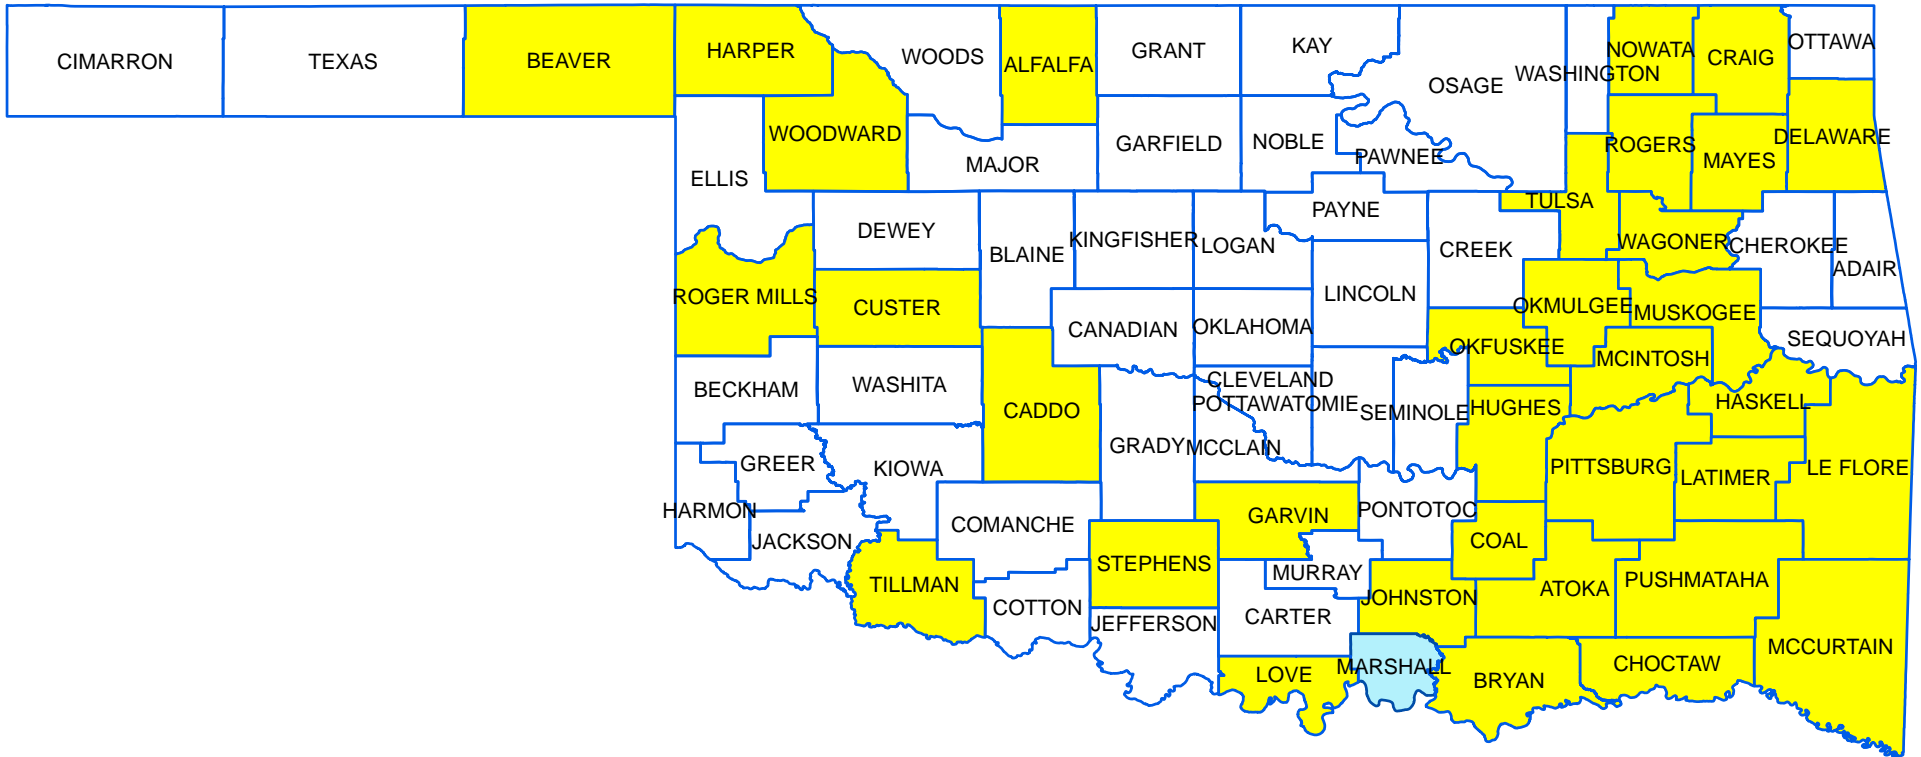 CIMARRON
TEXAS
BEAVER
HARPER
WOODS
ALFALFA
GRANT
KAY
OSAGE
WASHINGTON
NOWATA
CRAIG
OTTAWA
WOODWARD
ELLIS
MAJOR
GARFIELD
NOBLE
PAWNEE
ROGERS
MAYES
DELAWARE
TULSA
DEWEY
BLAINE
KINGFISHER
LOGAN
PAYNE
CREEK
WAGONER
CHEROKEE
ADAIR
ROGER MILLS
CUSTER
CANADIAN
OKLAHOMA
LINCOLN
OKMULGEE
MUSKOGEE
SEQUOYAH
OKFUSKEE
MCINTOSH
BECKHAM
WASHITA
CADDO
CLEVELAND
POTTAWATOMIE
SEMINOLE
HUGHES
HASKELL
GREER
KIOWA
GRADY
MCCLAIN
PITTSBURG
LATIMER
LE FLORE
HARMON
JACKSON
COMANCHE
GARVIN
PONTOTOC
COAL
TILLMAN
STEPHENS
MURRAY
JOHNSTON
ATOKA
PUSHMATAHA
COTTON
JEFFERSON
CARTER
LOVE
MARSHALL
BRYAN
CHOCTAW
MCCURTAIN